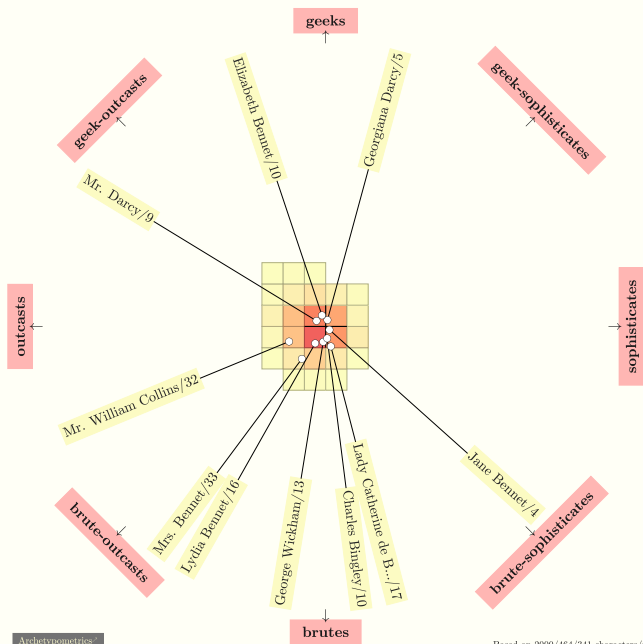 geeks
geek-outcasts
geek-sophisticates
Elizabeth Bennet/10
Georgiana Darcy/5
Mr. Darcy/9
outcasts
sophisticates
Mr. William Collins/32
Mrs. Bennet/33
Lydia Bennet/16
George Wickham/13
Charles Bingley/10
Lady Catherine de B.../17
Jane Bennet/4
brute-outcasts
brute-sophisticates
brutes
Archetypometrics